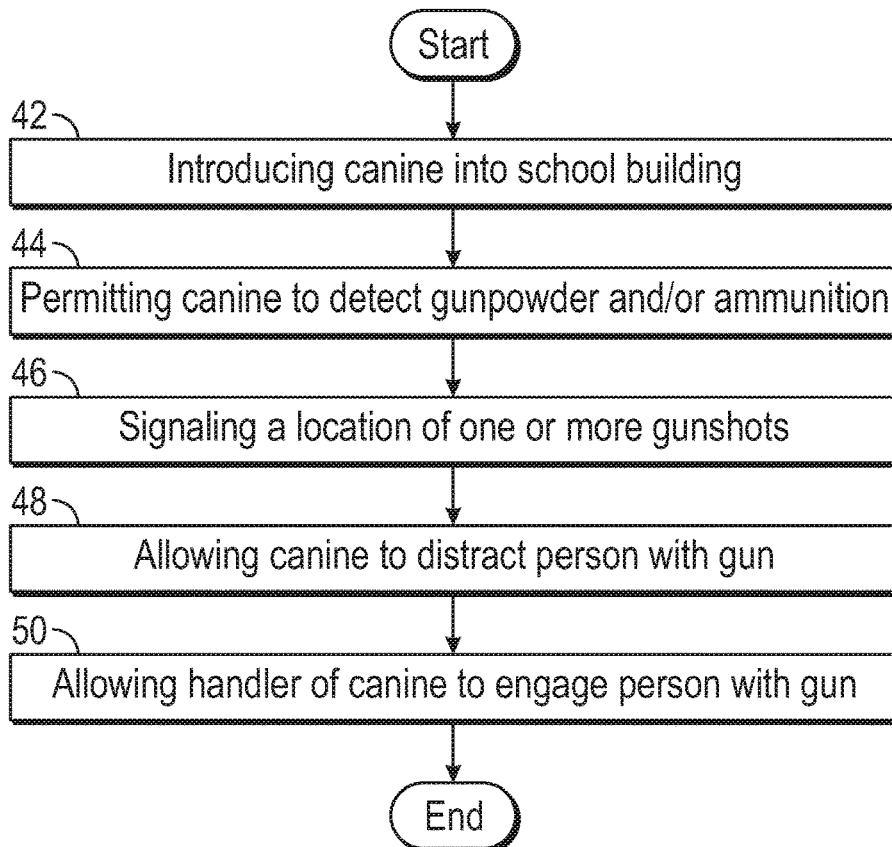 Start
42
Introducing canine into school building
44
Permitting canine to detect gunpowder and/or ammunition
46
Signaling a location of one or more gunshots
48
Allowing canine to distract person with gun
50
Allowing handler of canine to engage person with gun
End